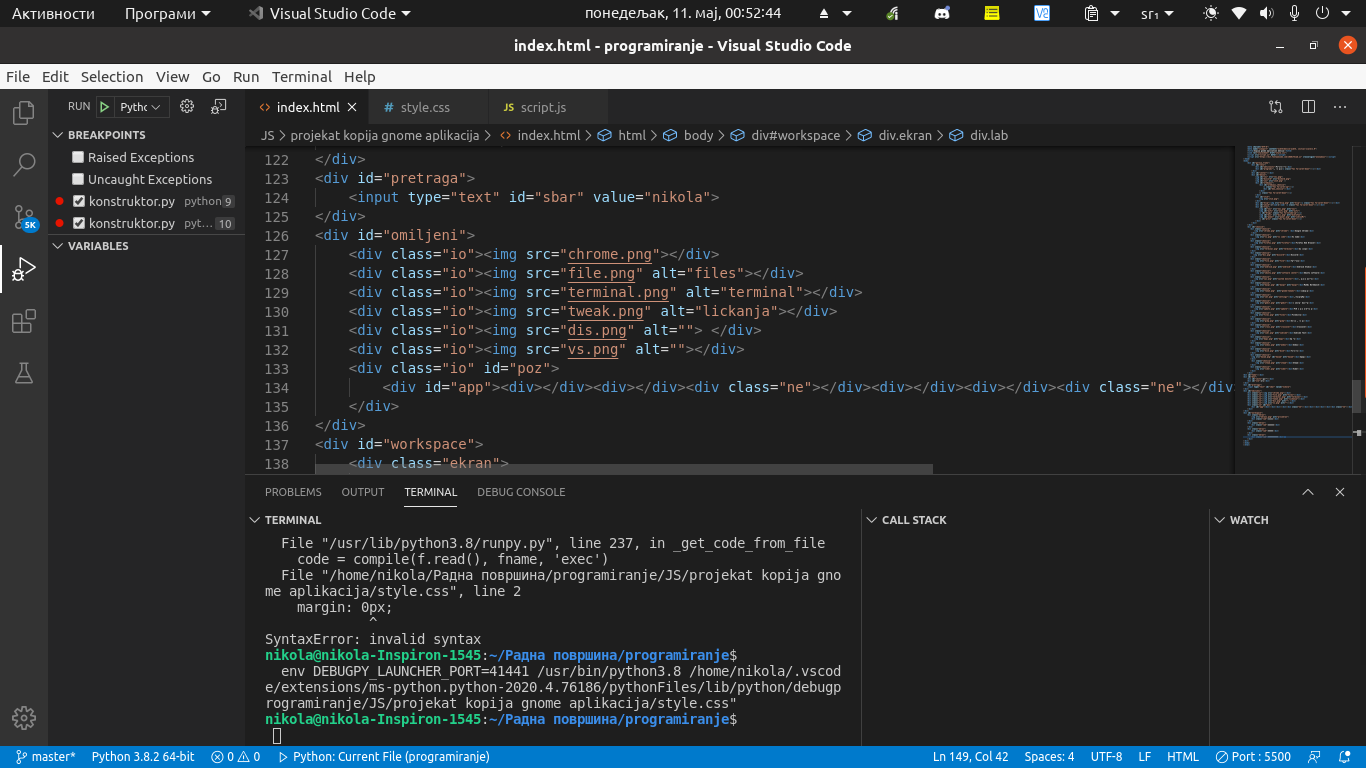 Активности Програми Visual Studio Code понедељак, 11. мај, 00:52:44 sr₁
index.html - programiranje - Visual Studio Code
File Edit Selection View Go Run Terminal Help
RUN Pythc
index.html style.css script.js
JS > projekat kopija gnome aplikacija > index.html > html > body > div#workspace > div.ekran > div.lab
BREAKPOINTS
Raised Exceptions
Uncaught Exceptions
konstruktor.py python 9
konstruktor.py pyt... 10
VARIABLES
5K
122 </div>
123 <div id="pretraga">
124     <input type="text" id="sbar" value="nikola">
125 </div>
126 <div id="omiljeni">
127     <div class="io"><img src="chrome.png"></div>
128     <div class="io"><img src="file.png" alt="files"></div>
129     <div class="io"><img src="terminal.png" alt="terminal"></div>
130     <div class="io"><img src="tweak.png" alt="lickanja"></div>
131     <div class="io"><img src="dis.png" alt=""> </div>
132     <div class="io"><img src="vs.png" alt=""></div>
133     <div class="io" id="poz">
134         <div id="app"><div></div><div></div><div class="ne"></div><div></div><div></div><div class="ne"></div
135     </div>
136 </div>
137 <div id="workspace">
138     <div class="ekran">
PROBLEMS OUTPUT TERMINAL DEBUG CONSOLE
TERMINAL CALL STACK WATCH
File "/usr/lib/python3.8/runpy.py", line 237, in _get_code_from_file
code = compile(f.read(), fname, 'exec')
File "/home/nikola/Радна површина/programiranje/JS/projekat kopija gno
me aplikacija/style.css", line 2
margin: 0px;
^
SyntaxError: invalid syntax
nikola@nikola-Inspiron-1545:~/Радна површина/programiranje$
env DEBUGPY_LAUNCHER_PORT=41441 /usr/bin/python3.8 /home/nikola/.vscod
e/extensions/ms-python.python-2020.4.76186/pythonFiles/lib/python/debugp
rogramiranje/JS/projekat kopija gnome aplikacija/style.css"
nikola@nikola-Inspiron-1545:~/Радна површина/programiranje$
master* Python 3.8.2 64-bit 0 0 Python: Current File (programiranje) Ln 149, Col 42 Spaces: 4 UTF-8 LF HTML Port : 5500